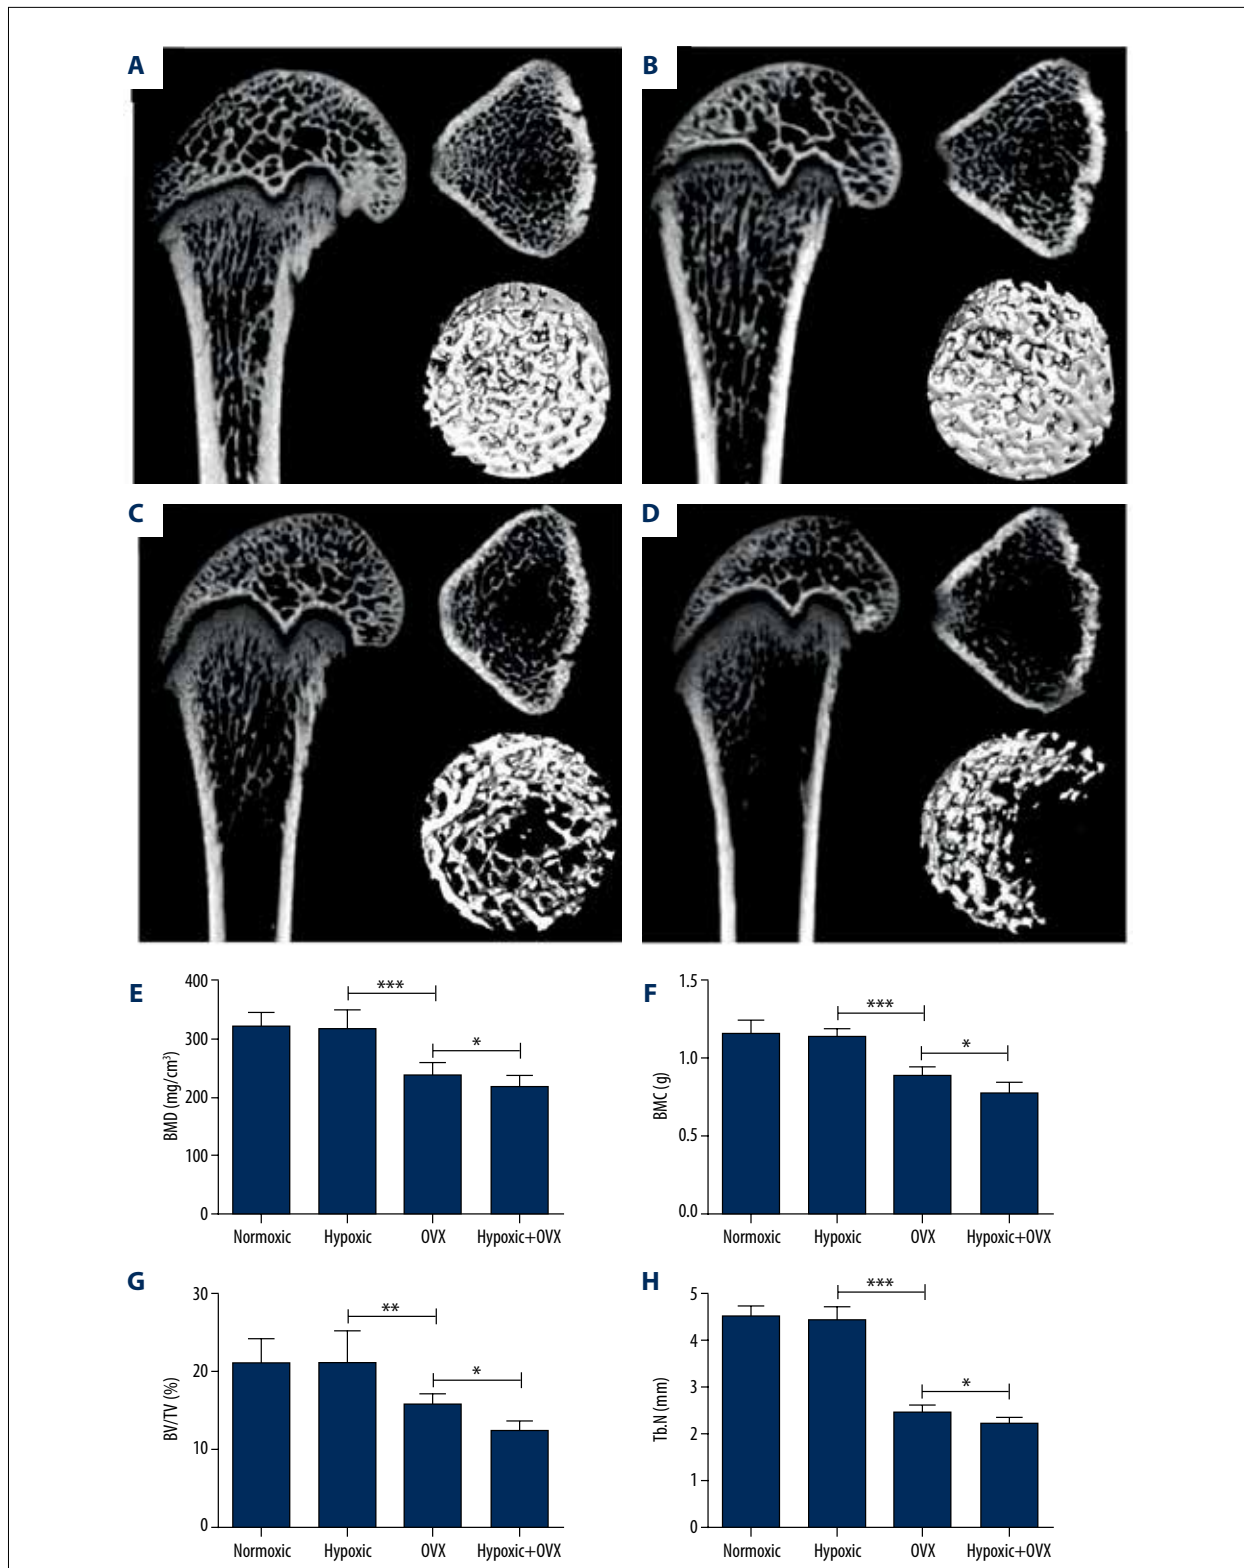 A
B
C
D
E
400
300
200
100
0
BMD (mg/cm³)
***
*
Normoxic Hypoxic OVX Hypoxic+OVX
F
1.5
1.0
0.5
0.0
BMC (g)
***
*
Normoxic Hypoxic OVX Hypoxic+OVX
G
30
20
10
0
BV/TV (%)
**
*
Normoxic Hypoxic OVX Hypoxic+OVX
H
5
4
3
2
1
0
Tb.N (mm)
***
*
Normoxic Hypoxic OVX Hypoxic+OVX